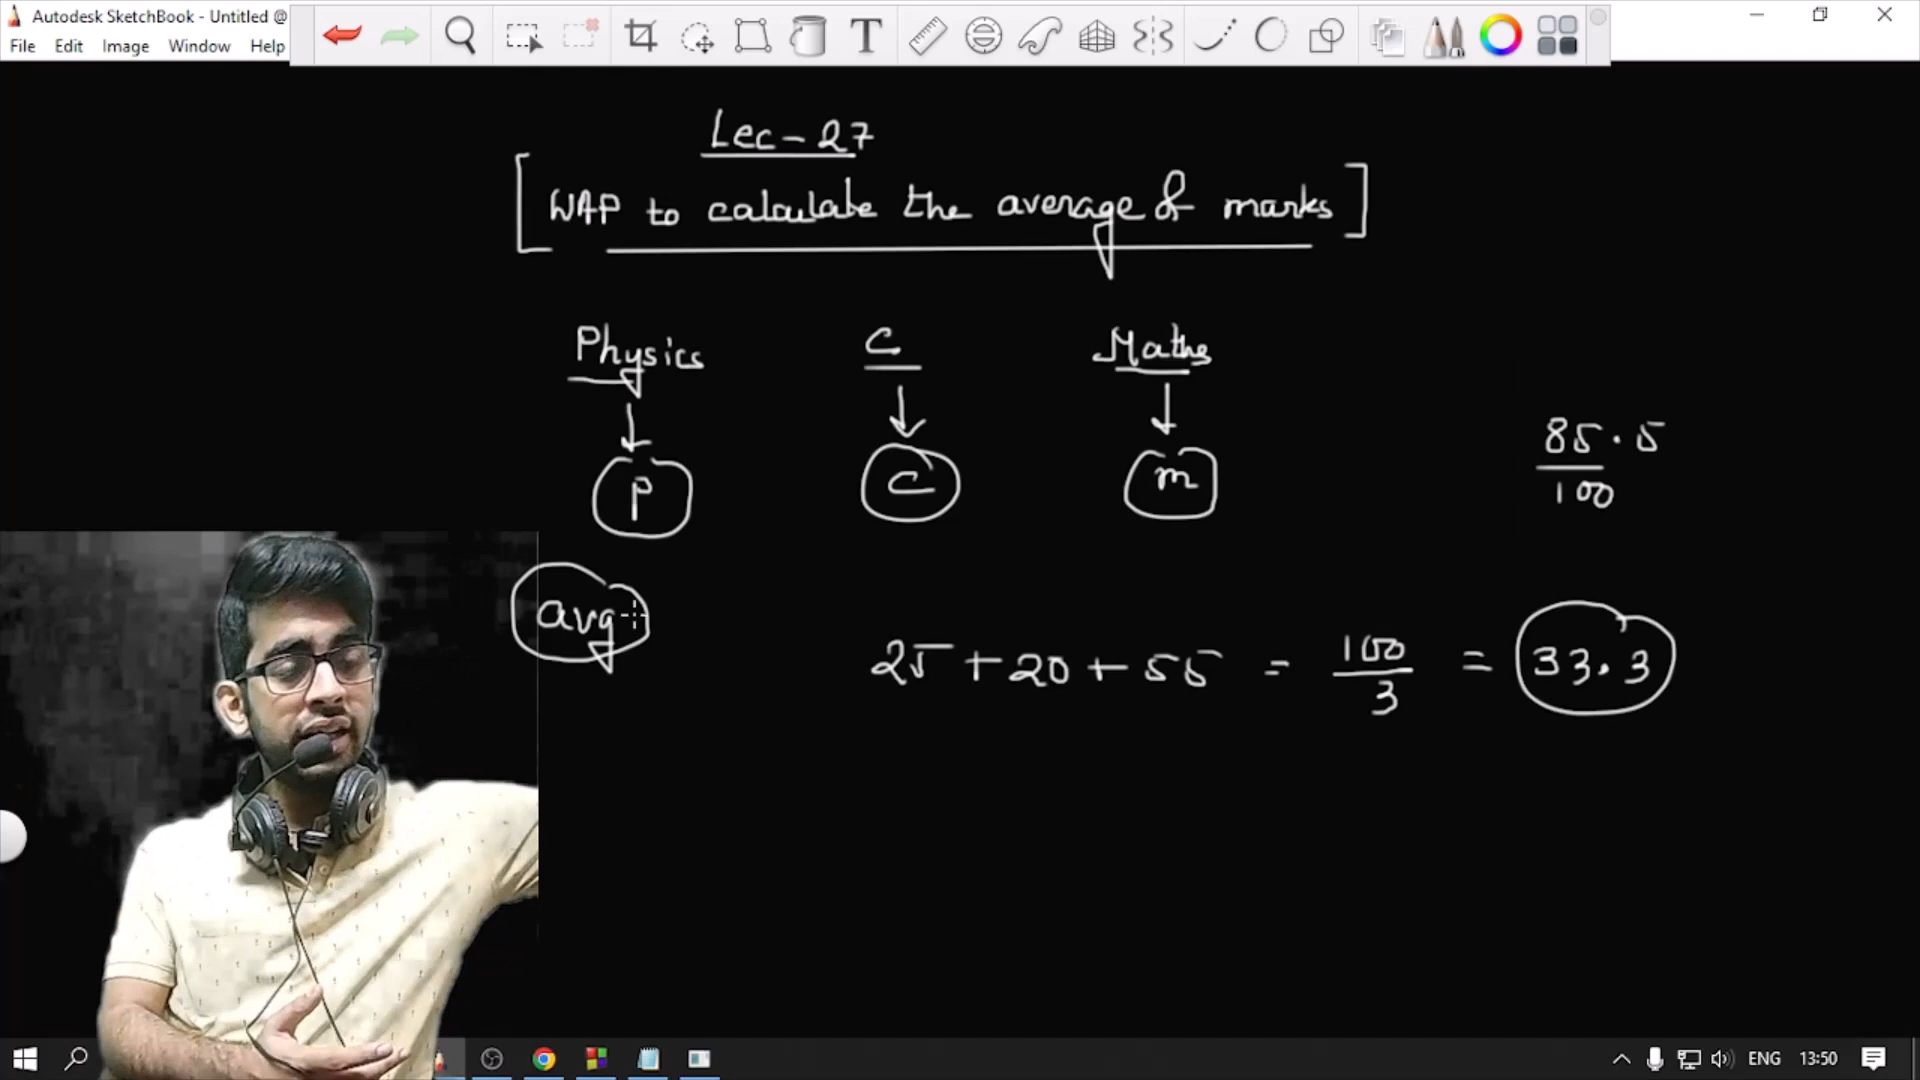 Autodesk SketchBook - Untitled @
File Edit Image Window Help
T
Lec - 27
[WAP to calculate the average of marks]
Physics C Maths
P C m
85.5
100
avg
25 + 20 + 55 = 100/3 = 33.3
ENG 13:50